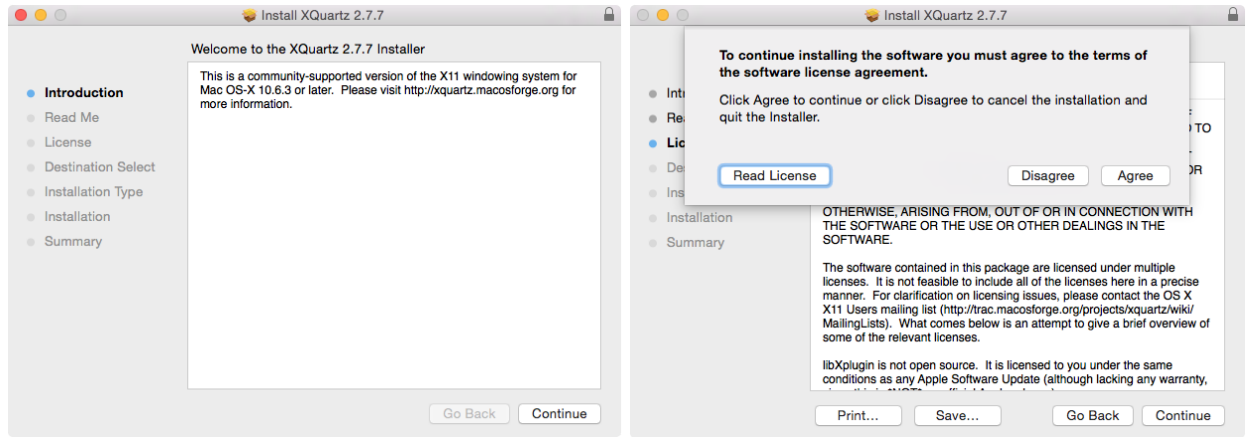 Install XQuartz 2.7.7
Welcome to the XQuartz 2.7.7 Installer
Introduction
Read Me
License
Destination Select
Installation Type
Installation
Summary
This is a community-supported version of the X11 windowing system for
Mac OS-X 10.6.3 or later. Please visit http://xquartz.macosforge.org for
more information.
Go Back
Continue
Install XQuartz 2.7.7
To continue installing the software you must agree to the terms of
the software license agreement.
Click Agree to continue or click Disagree to cancel the installation and
quit the Installer.
Read License
Disagree
Agree
Int
Re
Lic
De
Ins
Installation
Summary
TO
OR
OTHERWISE, ARISING FROM, OUT OF OR IN CONNECTION WITH
THE SOFTWARE OR THE USE OR OTHER DEALINGS IN THE
SOFTWARE.
The software contained in this package are licensed under multiple
licenses. It is not feasible to include all of the licenses here in a precise
manner. For clarification on licensing issues, please contact the OS X
X11 Users mailing list (http://trac.macosforge.org/projects/xquartz/wiki/
MailingLists). What comes below is an attempt to give a brief overview of
some of the relevant licenses.
libXplugin is not open source. It is licensed to you under the same
conditions as any Apple Software Update (although lacking any warranty,
Print...
Save...
Go Back
Continue